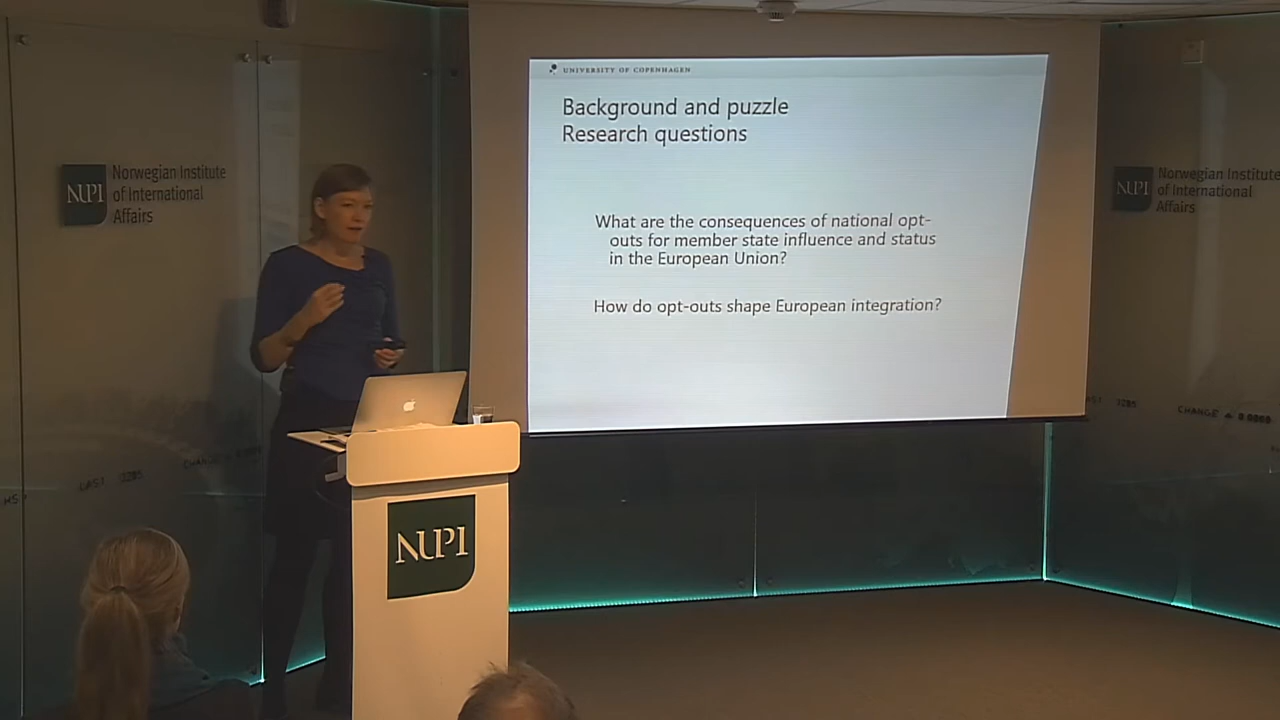 UNIVERSITY OF COPENHAGEN
Background and puzzle
Research questions
What are the consequences of national opt-
outs for member state influence and status
in the European Union?
How do opt-outs shape European integration?
NUPI
Norwegian Institute
of International
Affairs
NUPI
Norwegian Institute
of International
Affairs
3285
CHANGE
NUPI